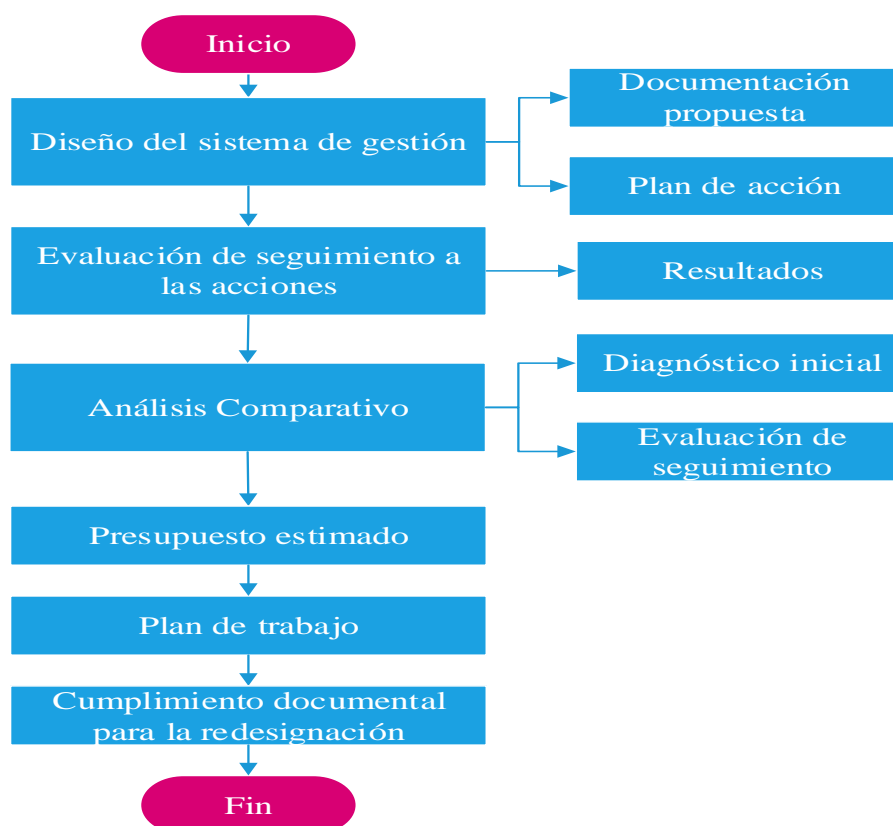 Inicio
Diseño del sistema de gestión
Documentación
propuesta
Plan de acción
Evaluación de seguimiento a
las acciones
Resultados
Análisis Comparativo
Diagnóstico inicial
Evaluación de
seguimiento
Presupuesto estimado
Plan de trabajo
Cumplimiento documental
para la redesignación
Fin